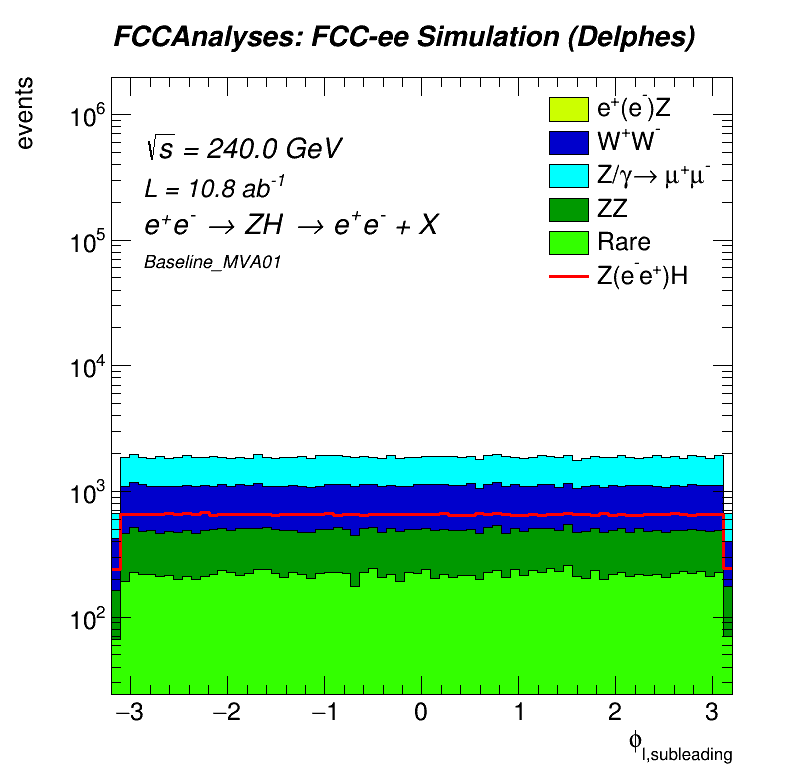 FCCAnalyses: FCC-ee Simulation (Delphes)
events
√s = 240.0 GeV
L = 10.8 ab⁻¹
e⁺e⁻ → ZH → e⁺e⁻ + X
Baseline_MVA01
e⁺(e⁻)Z
W⁺W⁻
Z/γ→ μ⁺μ⁻
ZZ
Rare
Z(e⁻e⁺)H
10⁶
10⁵
10⁴
10³
10²
−3 −2 −1 0 1 2 3
ϕl,subleading